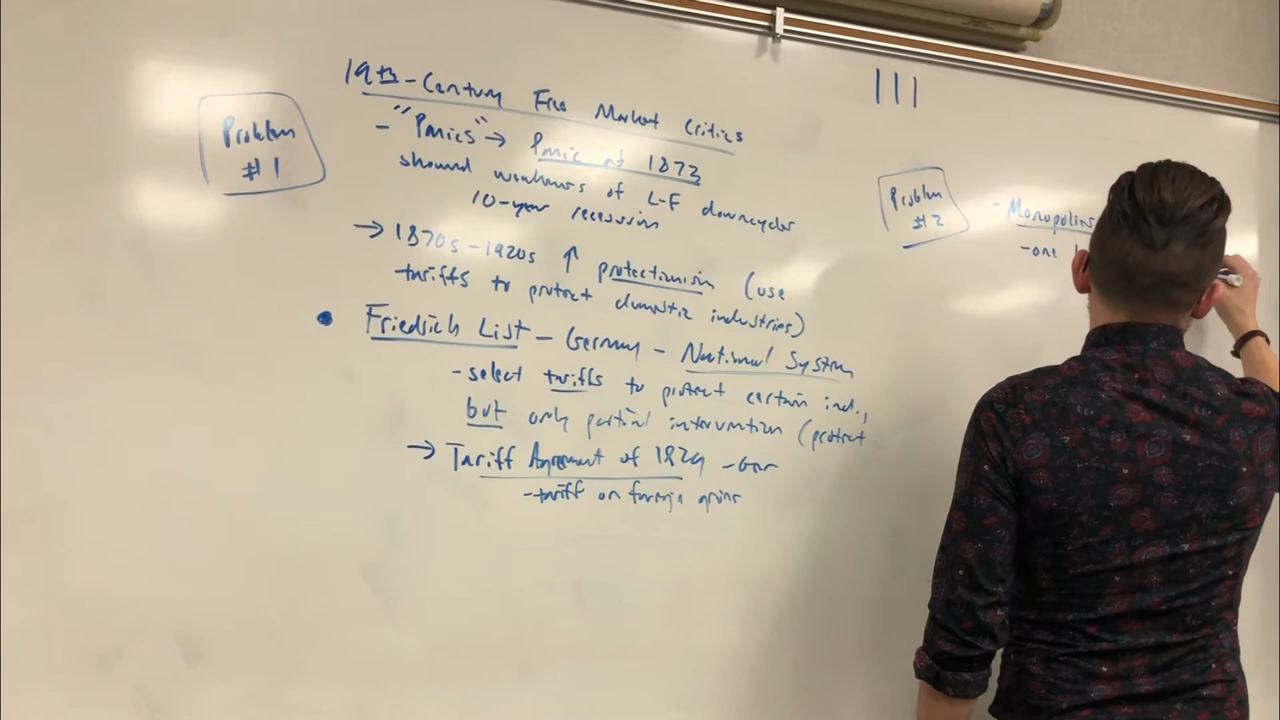 19th-Century Free Market Critics
Problem
#1
- "Panics" → Panic of 1873
showed weakness of L-F downcycles
10-year recession
→ 1870s-1920s ↑ protectionism (use
tariffs to protect domestic industries)
• Friedrich List - Germany - National System
- select tariffs to protect certain ind.,
but only partial intervention (protect
→ Tariff Agreement of 1829 - Ger
- tariff on foreign grins
III
Problem
#2
- Monopolies
- one